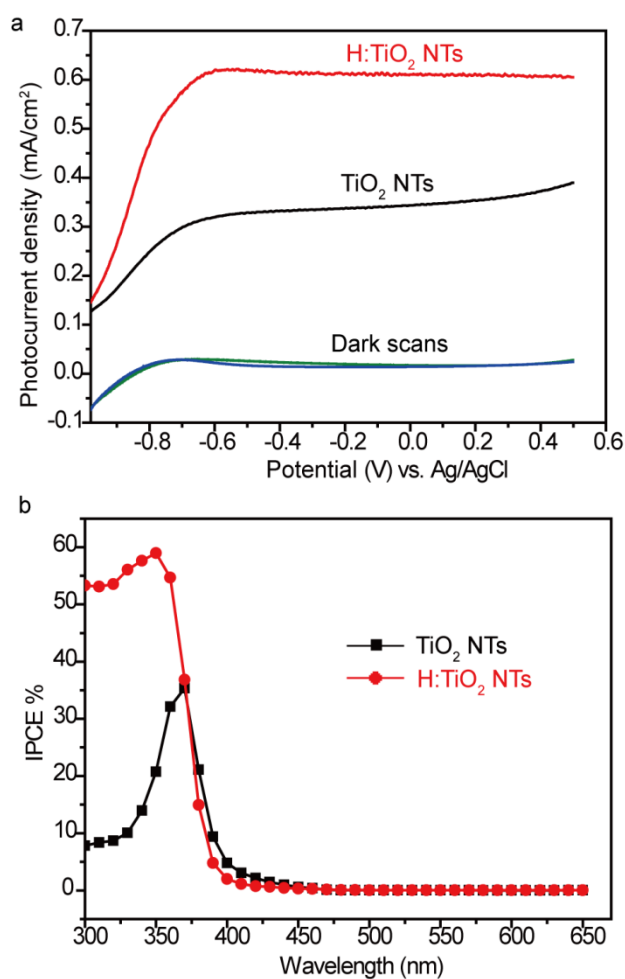 a
0.7
0.6
0.5
0.4
0.3
0.2
0.1
0.0
-0.1
Photocurrent density (mA/cm²)
H:TiO₂ NTs
TiO₂ NTs
Dark scans
-0.8 -0.6 -0.4 -0.2 0.0 0.2 0.4 0.6
Potential (V) vs. Ag/AgCl
b
60
50
40
30
20
10
0
IPCE %
TiO₂ NTs
H:TiO₂ NTs
300 350 400 450 500 550 600 650
Wavelength (nm)